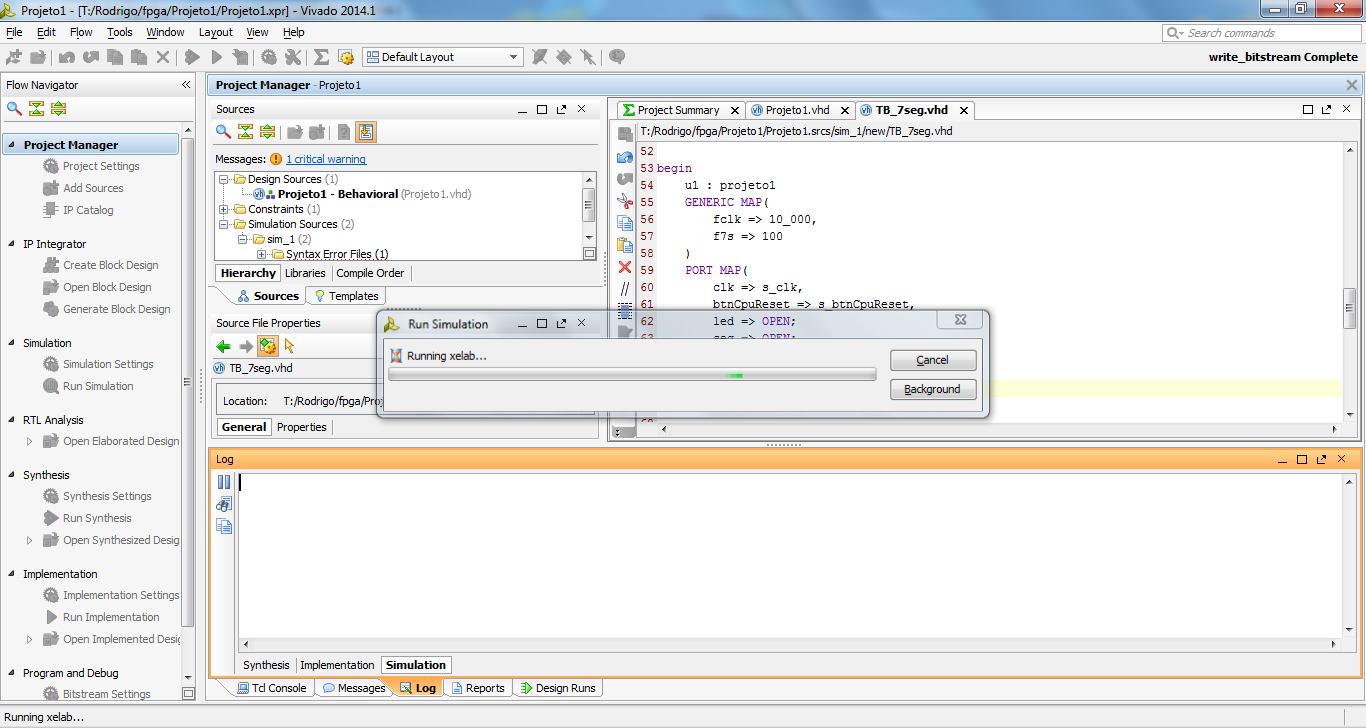 Projeto1 - [T:/Rodrigo/fpga/Projeto1/Projeto1.xpr] - Vivado 2014.1
File Edit Flow Tools Window Layout View Help
Search commands
Default Layout
write_bitstream Complete
Flow Navigator
Project Manager
Project Settings
Add Sources
IP Catalog
IP Integrator
Create Block Design
Open Block Design
Generate Block Design
Simulation
Simulation Settings
Run Simulation
RTL Analysis
Open Elaborated Design
Synthesis
Synthesis Settings
Run Synthesis
Open Synthesized Desig
Implementation
Implementation Settings
Run Implementation
Open Implemented Desig
Program and Debug
Bitstream Settings
Project Manager - Projeto1
Sources
Messages: 1 critical warning
Design Sources (1)
Projeto1 - Behavioral (Projeto1.vhd)
Constraints (1)
Simulation Sources (2)
sim_1 (2)
Syntax Error Files (1)
Hierarchy Libraries Compile Order
Sources Templates
Source File Properties
TB_7seg.vhd
Location: T:/Rodrigo/fpga/Proj
General Properties
Project Summary Projeto1.vhd TB_7seg.vhd
T:/Rodrigo/fpga/Projeto1/Projeto1.srcs/sim_1/new/TB_7seg.vhd
52
53 begin
54 u1 : projeto1
55 GENERIC MAP(
56 fclk => 10_000,
57 f7s => 100
58 )
59 PORT MAP(
60 clk => s_clk,
61 btnCpuReset => s_btnCpuReset,
62 led => OPEN;
Run Simulation
Running xelab...
Cancel
Background
Log
Synthesis Implementation Simulation
Tcl Console Messages Log Reports Design Runs
Running xelab...